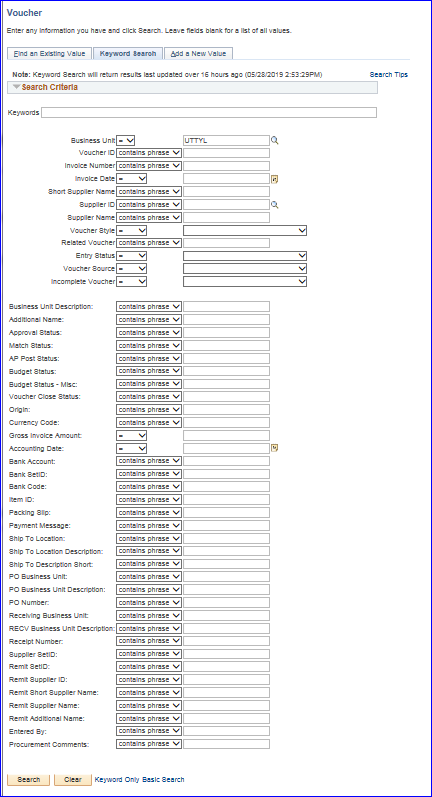 Voucher
Enter any information you have and click Search. Leave fields blank for a list of all values.
Find an Existing Value Keyword Search Add a New Value
Note: Keyword Search will return results last updated over 16 hours ago (05/28/2019 2:53:29PM) Search Tips
Search Criteria
Keywords
Business Unit = UTTYL
Voucher ID contains phrase
Invoice Number contains phrase
Invoice Date =
Short Supplier Name contains phrase
Supplier ID contains phrase
Supplier Name contains phrase
Voucher Style =
Related Voucher contains phrase
Entry Status =
Voucher Source =
Incomplete Voucher =
Business Unit Description: contains phrase
Additional Name: contains phrase
Approval Status: contains phrase
Match Status: contains phrase
AP Post Status: contains phrase
Budget Status: contains phrase
Budget Status - Misc: contains phrase
Voucher Close Status: contains phrase
Origin: contains phrase
Currency Code: contains phrase
Gross Invoice Amount: =
Accounting Date: =
Bank Account: contains phrase
Bank SetID: contains phrase
Bank Code: contains phrase
Item ID: contains phrase
Packing Slip: contains phrase
Payment Message: contains phrase
Ship To Location: contains phrase
Ship To Location Description: contains phrase
Ship To Description Short: contains phrase
PO Business Unit: contains phrase
PO Business Unit Description: contains phrase
PO Number: contains phrase
Receiving Business Unit: contains phrase
RECV Business Unit Description: contains phrase
Receipt Number: contains phrase
Supplier SetID: contains phrase
Remit SetID: contains phrase
Remit Supplier ID: contains phrase
Remit Short Supplier Name: contains phrase
Remit Supplier Name: contains phrase
Remit Additional Name: contains phrase
Entered By: contains phrase
Procurement Comments: contains phrase
Search Clear Keyword Only Basic Search